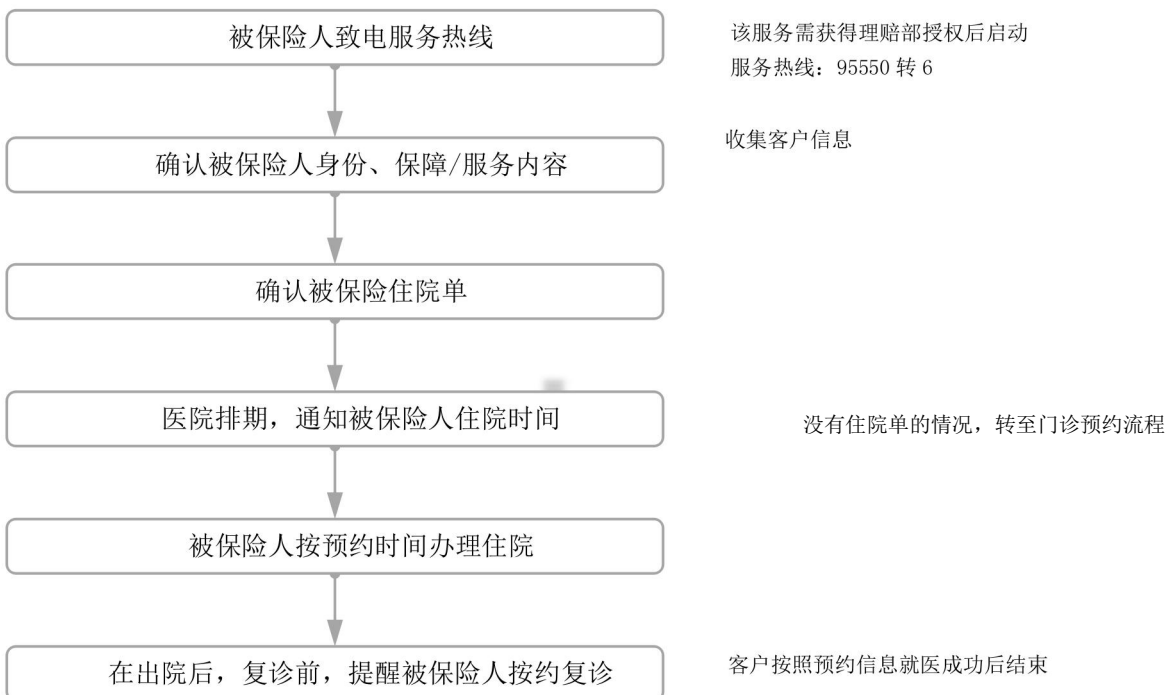 被保险人致电服务热线
该服务需获得理赔部授权后启动
服务热线：95550 转 6
收集客户信息
确认被保险人身份、保障/服务内容
确认被保险住院单
医院排期，通知被保险人住院时间
没有住院单的情况，转至门诊预约流程
被保险人按预约时间办理住院
在出院后，复诊前，提醒被保险人按约复诊
客户按照预约信息就医成功后结束